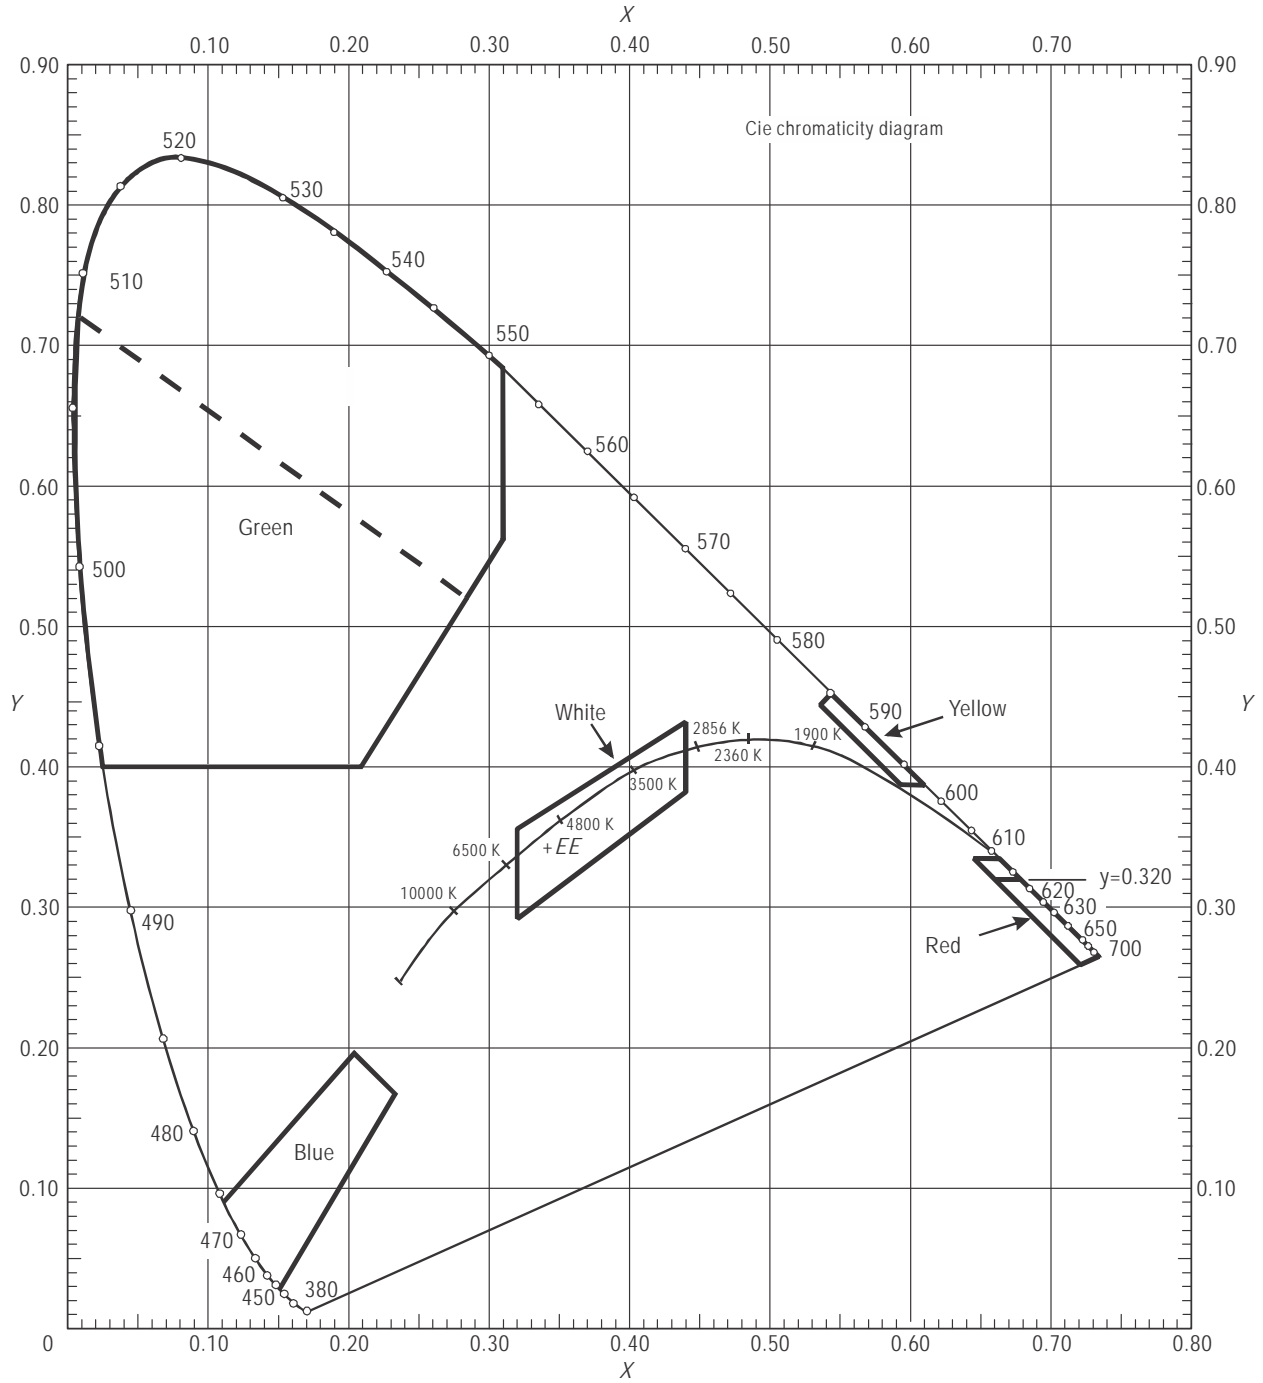 X
0.10 0.20 0.30 0.40 0.50 0.60 0.70
0.90 0.90
Cie chromaticity diagram
520
530
0.80 0.80
540
510
550
0.70 0.70
560
0.60 0.60
Green
570
500
0.50 0.50
580
Y Y
White
590
Yellow
2856 K
1900 K
2360 K
0.40 0.40
3500 K
600
4800 K
610
+EE
6500 K
y=0.320
10000 K
620
0.30 630 0.30
490
650
Red
700
0.20 0.20
480
Blue
0.10 0.10
470
460
450
380
0 0.10 0.20 0.30 0.40 0.50 0.60 0.70 0.80
X